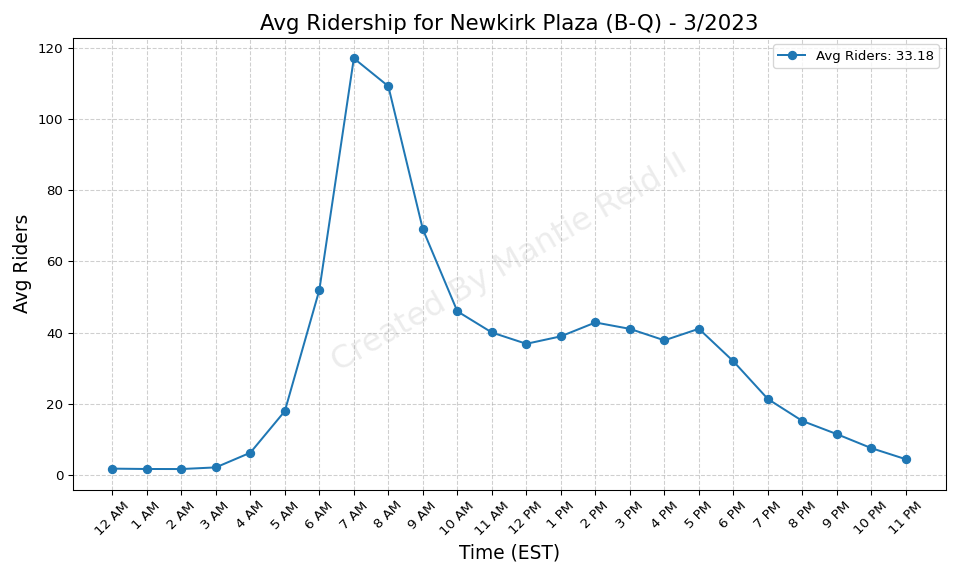 Avg Ridership for Newkirk Plaza (B-Q) - 3/2023
Avg Riders: 33.18
120
100
80
60
40
20
0
Avg Riders
Created By Mantie Reid II
12 AM
1 AM
2 AM
3 AM
4 AM
5 AM
6 AM
7 AM
8 AM
9 AM
10 AM
11 AM
12 PM
1 PM
2 PM
3 PM
4 PM
5 PM
6 PM
7 PM
8 PM
9 PM
10 PM
11 PM
Time (EST)